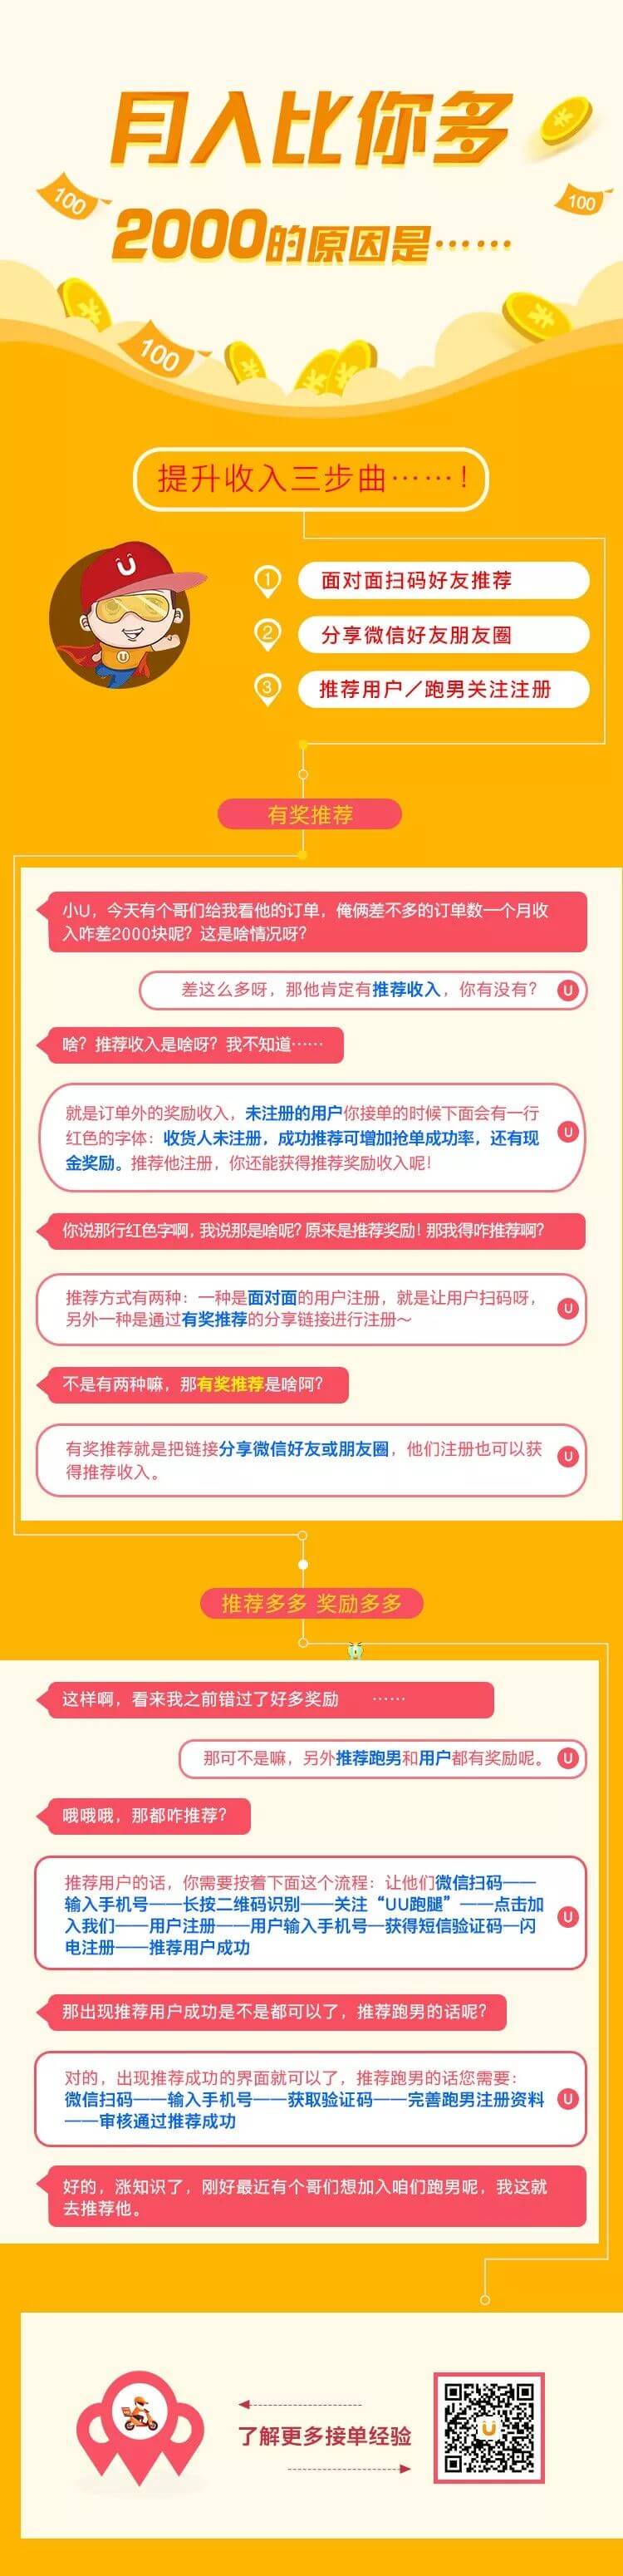 月入比你多
100
100
2000的原因是……
100
提升收入三步曲……!
U
U
1
面对面扫码好友推荐
2
分享微信好友朋友圈
3
推荐用户/跑男关注注册
有奖推荐
小U,今天有个哥们给我看他的订单,俺俩差不多的订单数一个月收
入咋差2000块呢?这是啥情况呀?
差这么多呀,那他肯定有推荐收入,你有没有?
U
啥?推荐收入是啥呀?我不知道……
就是订单外的奖励收入,未注册的用户你接单的时候下面会有一行
红色的字体:收货人未注册,成功推荐可增加抢单成功率,还有现
金奖励。推荐他注册,你还能获得推荐奖励收入呢!
U
你说那行红色字啊,我说那是啥呢?原来是推荐奖励!那我得咋推荐啊?
推荐方式有两种:一种是面对面的用户注册,就是让用户扫码呀,
另外一种是通过有奖推荐的分享链接进行注册~
U
不是有两种嘛,那有奖推荐是啥阿?
有奖推荐就是把链接分享微信好友或朋友圈,他们注册也可以获
得推荐收入。
U
推荐多多 奖励多多
这样啊,看来我之前错过了好多奖励 ……
那可不是嘛,另外推荐跑男和用户都有奖励呢。
U
哦哦哦,那都咋推荐?
推荐用户的话,你需要按着下面这个流程:让他们微信扫码——
输入手机号——长按二维码识别——关注“UU跑腿”——点击加
入我们——用户注册——用户输入手机号—获得短信验证码—闪
电注册——推荐用户成功
U
那出现推荐用户成功是不是都可以了,推荐跑男的话呢?
对的,出现推荐成功的界面就可以了,推荐跑男的话您需要:
微信扫码——输入手机号——获取验证码——完善跑男注册资料
——审核通过推荐成功
U
好的,涨知识了,刚好最近有个哥们想加入咱们跑男呢,我这就
去推荐他。
了解更多接单经验
U